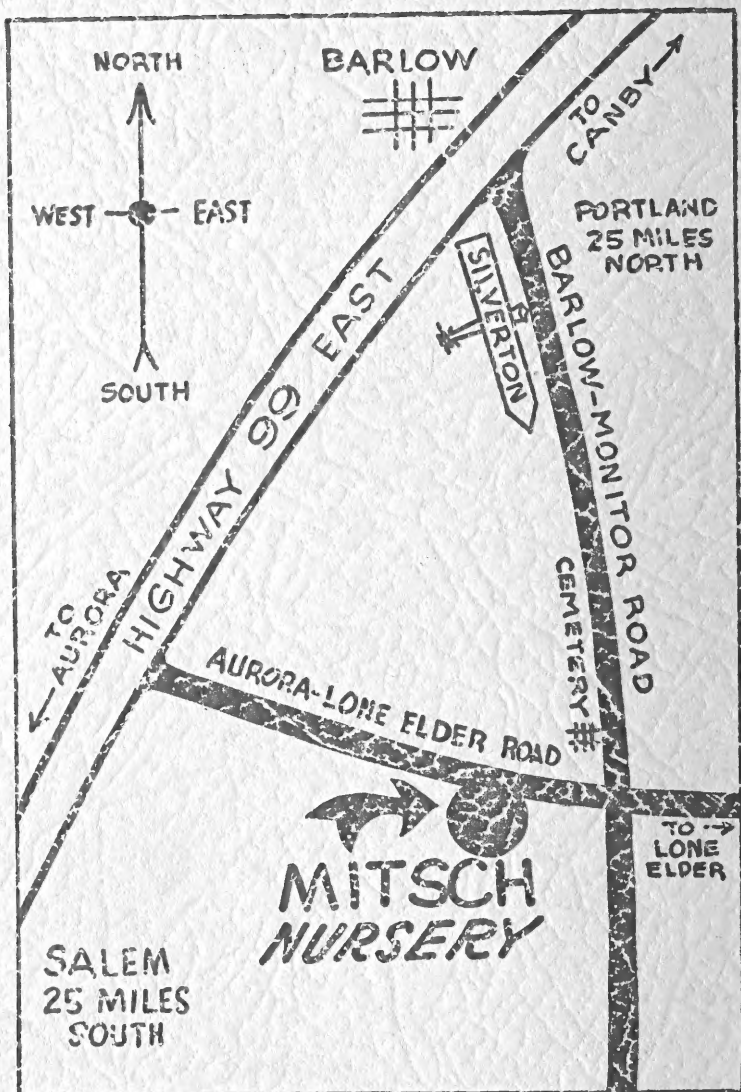 NORTH
WEST EAST
SOUTH
BARLOW
TO
CANBY
PORTLAND
25 MILES
NORTH
SILVERTON
BARLOW-MONITOR ROAD
HIGHWAY 99 EAST
TO
AURORA
CEMETERY
AURORA-LONE ELDER ROAD
TO
LONE
ELDER
MITSCH
NURSERY
SALEM
25 MILES
SOUTH